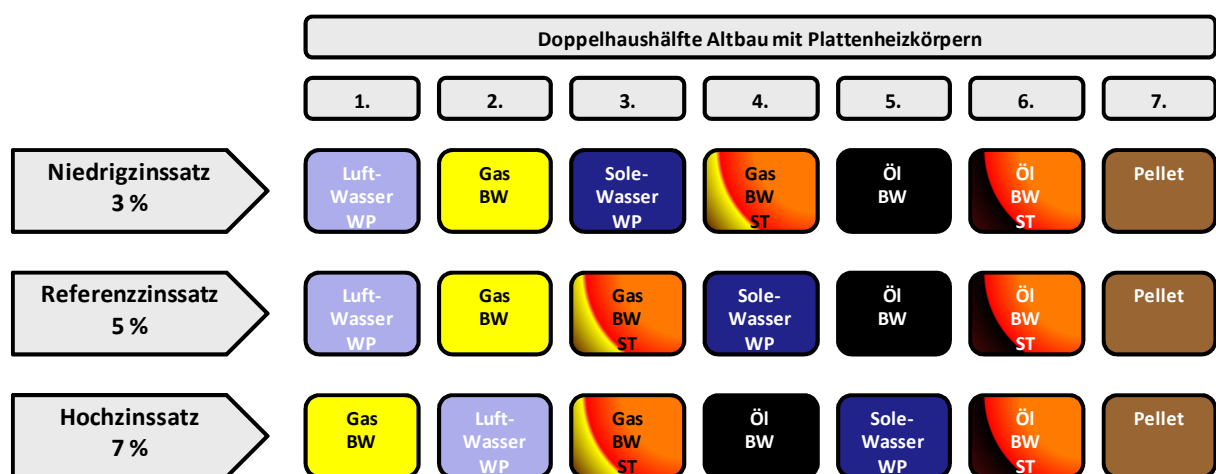 Doppelhaushälfte Altbau mit Plattenheizkörpern
1. 2. 3. 4. 5. 6. 7.
Niedrigzinssatz
3 %
Luft-
Wasser
WP
Gas
BW
Sole-
Wasser
WP
Gas
BW
ST
Öl
BW
Öl
BW
ST
Pellet
Referenzzinssatz
5 %
Luft-
Wasser
WP
Gas
BW
Gas
BW
ST
Sole-
Wasser
WP
Öl
BW
Öl
BW
ST
Pellet
Hochzinssatz
7 %
Gas
BW
Luft-
Wasser
WP
Gas
BW
ST
Öl
BW
Sole-
Wasser
WP
Öl
BW
ST
Pellet